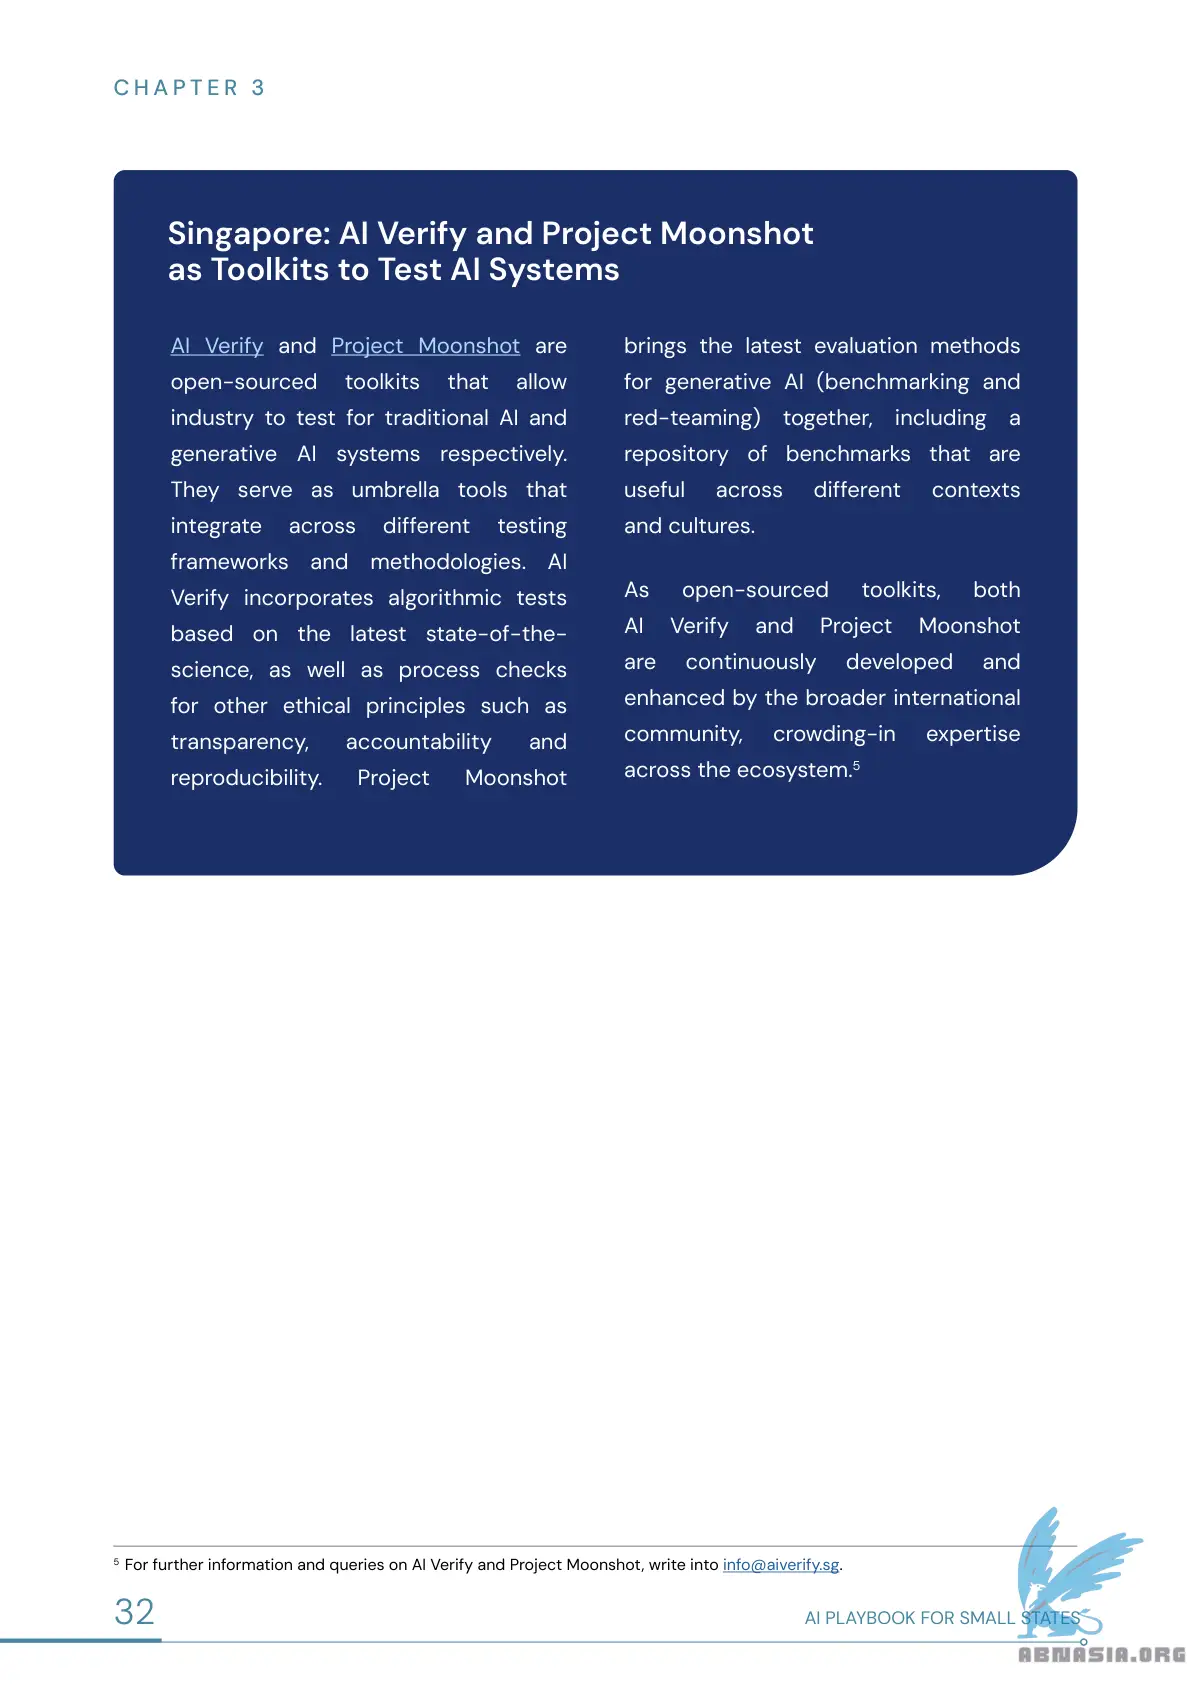 CHAPTER 3
Singapore: AI Verify and Project Moonshot
as Toolkits to Test AI Systems
AI Verify and Project Moonshot are
open-sourced toolkits that allow
industry to test for traditional AI and
generative AI systems respectively.
They serve as umbrella tools that
integrate across different testing
frameworks and methodologies. AI
Verify incorporates algorithmic tests
based on the latest state-of-the-
science, as well as process checks
for other ethical principles such as
transparency, accountability and
reproducibility. Project Moonshot
brings the latest evaluation methods
for generative AI (benchmarking and
red-teaming) together, including a
repository of benchmarks that are
useful across different contexts
and cultures.
As open-sourced toolkits, both
AI Verify and Project Moonshot
are continuously developed and
enhanced by the broader international
community, crowding-in expertise
across the ecosystem.⁵
⁵ For further information and queries on AI Verify and Project Moonshot, write into info@aiverify.sg.
32
AI PLAYBOOK FOR SMALL STATES
ABNASIA.ORG